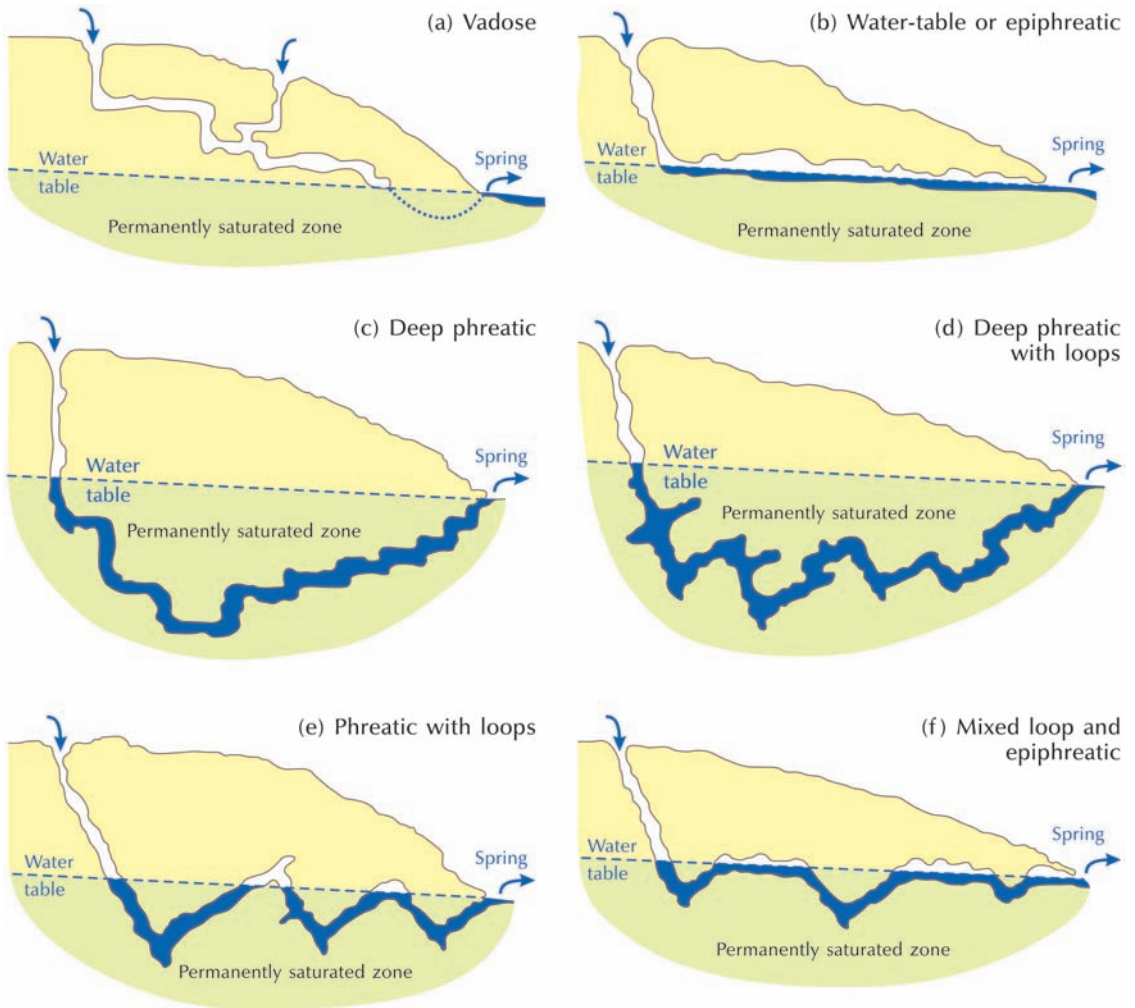 (a) Vadose
Water
table
Spring
Permanently saturated zone
(b) Water-table or epiphreatic
Water
table
Spring
Permanently saturated zone
(c) Deep phreatic
Water
table
Spring
Permanently saturated zone
(d) Deep phreatic
with loops
Water
table
Spring
Permanently saturated zone
(e) Phreatic with loops
Water
table
Spring
Permanently saturated zone
(f) Mixed loop and
epiphreatic
Water
table
Spring
Permanently saturated zone